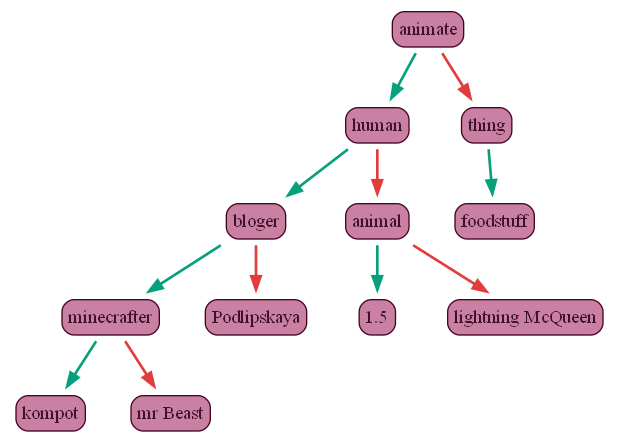 animate
human
thing
bloger
animal
foodstuff
minecrafter
Podlipskaya
1.5
lightning McQueen
kompot
mr Beast